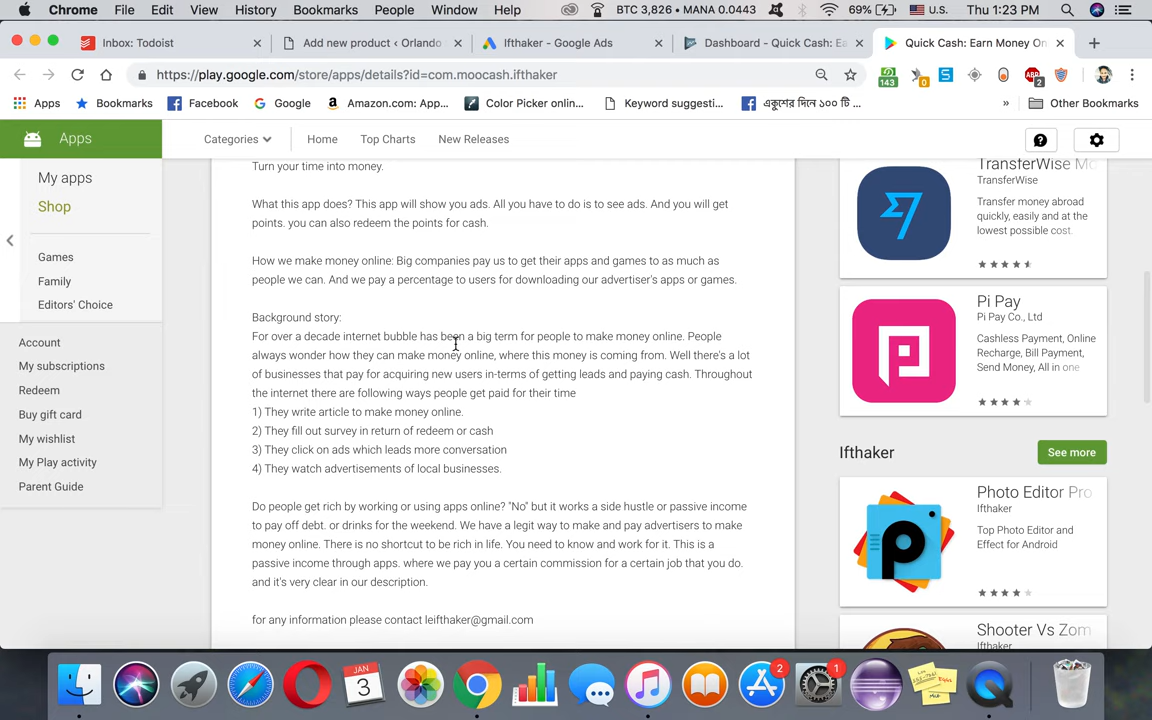 Chrome File Edit View History Bookmarks People Window Help BTC 3,826 • MANA 0.0443 69% U.S. Thu 1:23 PM
Inbox: Todoist Add new product ‹ Orlando Ifthaker - Google Ads Dashboard - Quick Cash: Ea Quick Cash: Earn Money On
https://play.google.com/store/apps/details?id=com.moocash.ifthaker
143 0 S ABP 2
Apps Bookmarks Facebook Google Amazon.com: App... Color Picker onlin... Keyword suggesti... একুশের দিনে ১০০ টি ... » Other Bookmarks
Apps Categories Home Top Charts New Releases
My apps
Shop
Games
Family
Editors' Choice
Account
My subscriptions
Redeem
Buy gift card
My wishlist
My Play activity
Parent Guide
Turn your time into money.
What this app does? This app will show you ads. All you have to do is to see ads. And you will get
points. you can also redeem the points for cash.
How we make money online: Big companies pay us to get their apps and games to as much as
people we can. And we pay a percentage to users for downloading our advertiser's apps or games.
Background story:
For over a decade internet bubble has been a big term for people to make money online. People
always wonder how they can make money online, where this money is coming from. Well there's a lot
of businesses that pay for acquiring new users in-terms of getting leads and paying cash. Throughout
the internet there are following ways people get paid for their time
1) They write article to make money online.
2) They fill out survey in return of redeem or cash
3) They click on ads which leads more conversation
4) They watch advertisements of local businesses.
Do people get rich by working or using apps online? "No" but it works a side hustle or passive income
to pay off debt. or drinks for the weekend. We have a legit way to make and pay advertisers to make
money online. There is no shortcut to be rich in life. You need to know and work for it. This is a
passive income through apps. where we pay you a certain commission for a certain job that you do.
and it's very clear in our description.
for any information please contact leifthaker@gmail.com
TransferWise Mo
TransferWise
Transfer money abroad
quickly, easily and at the
lowest possible cost.
Pi Pay
Pi Pay Co., Ltd
Cashless Payment, Online
Recharge, Bill Payment,
Send Money, All in one
Ifthaker
See more
Photo Editor Pro
Ifthaker
Top Photo Editor and
Effect for Android
Shooter Vs Zom
Ifthaker
JAN
3
2
1